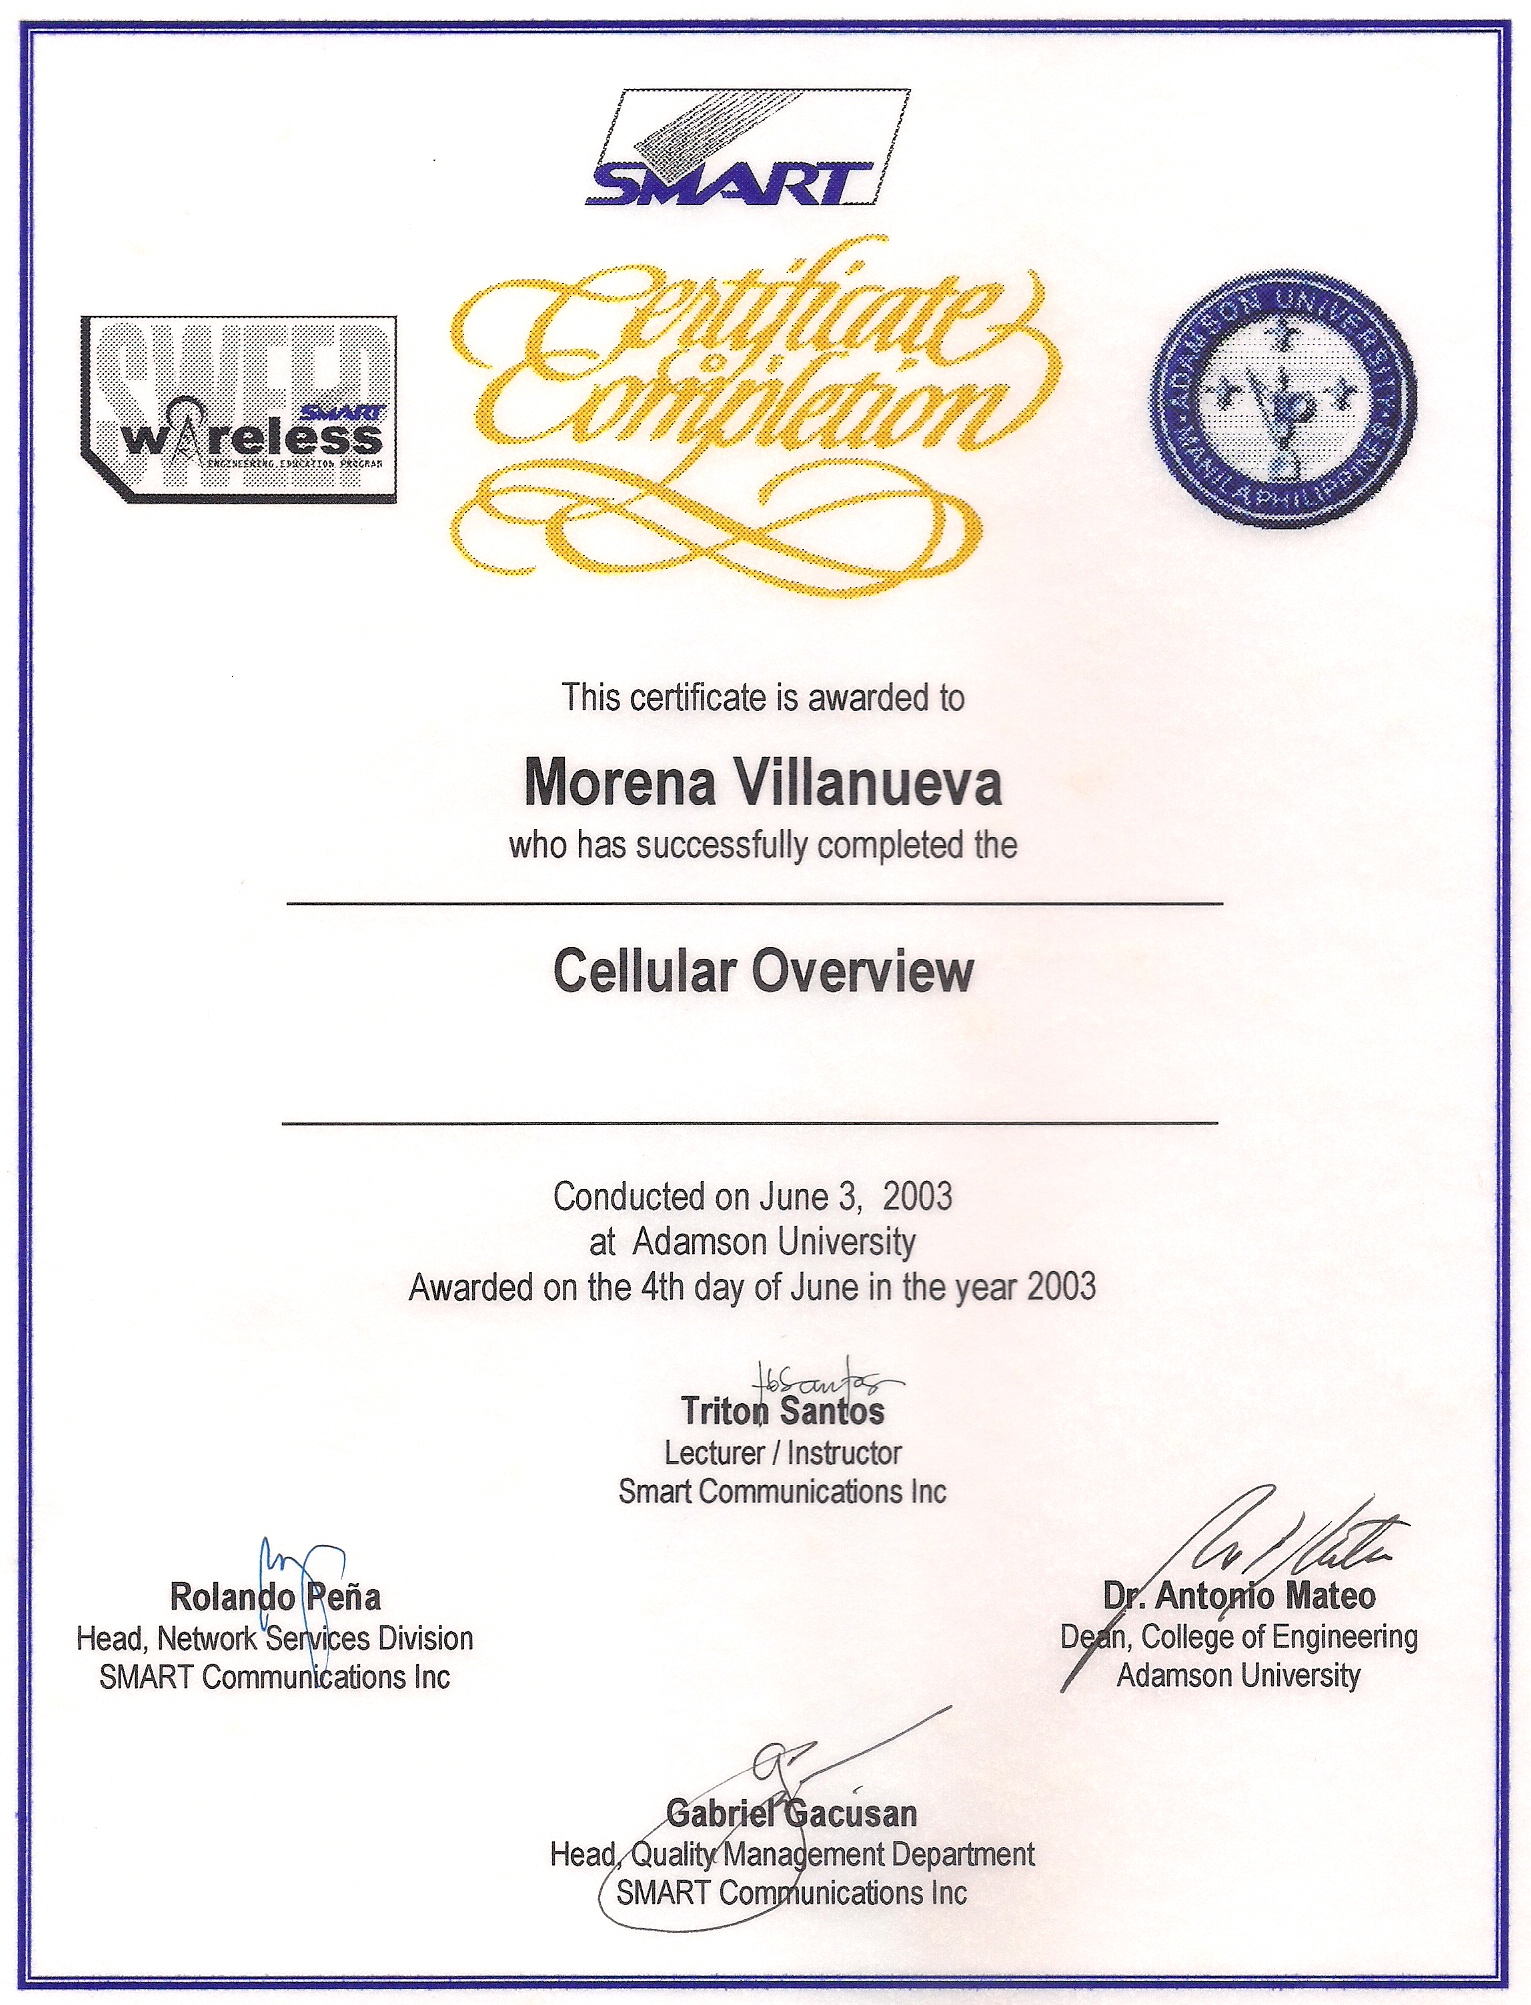 SMART
Certificate
of
Completion
SWEEP
SMART
wireless
ENGINEERING EDUCATION PROGRAM
ADAMSON UNIVERSITY
MANILA PHILIPPINES
This certificate is awarded to
Morena Villanueva
who has successfully completed the
Cellular Overview
Conducted on June 3, 2003
at Adamson University
Awarded on the 4th day of June in the year 2003
Triton Santos
Lecturer / Instructor
Smart Communications Inc
Rolando Peña
Head, Network Services Division
SMART Communications Inc
Dr. Antonio Mateo
Dean, College of Engineering
Adamson University
Gabriel Gacusan
Head, Quality Management Department
SMART Communications Inc